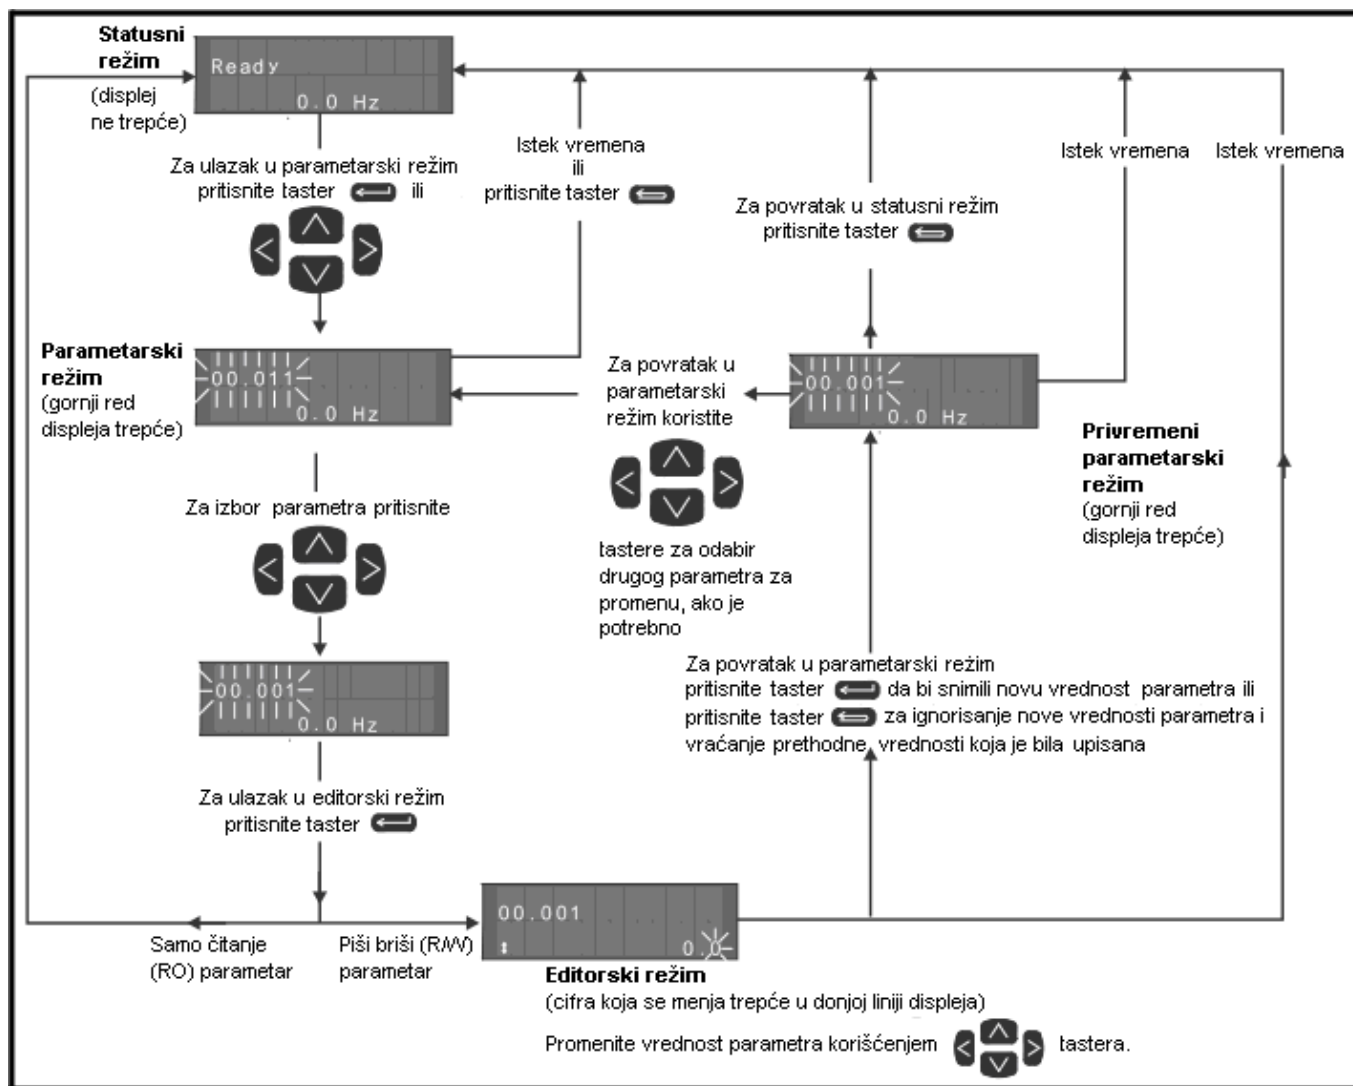 Statusni
režim
(displej
ne trepće)
Ready
0.0 Hz
Za ulazak u parametarski režim
pritisnite taster ili
Istek vremena
ili
pritisnite taster
Za povratak u statusni režim
pritisnite taster
Istek vremena
Istek vremena
Parametarski
režim
(gornji red
displeja trepće)
00.011
0.0 Hz
Za povratak u
parametarski
režim koristite
tastere za odabir
drugog parametra za
promenu, ako je
potrebno
00.001
0.0 Hz
Privremeni
parametarski
režim
(gornji red
displeja trepće)
Za izbor parametra pritisnite
00.001
0.0 Hz
Za ulazak u editorski režim
pritisnite taster
Za povratak u parametarski režim
pritisnite taster da bi snimili novu vrednost parametra ili
pritisnite taster za ignorisanje nove vrednosti parametra i
vraćanje prethodne vrednosti koja je bila upisana
Samo čitanje
(RO) parametar
Piši briši (R/W)
parametar
00.001
0.0
Editorski režim
(cifra koja se menja trepće u donjoj liniji displeja)
Promenite vrednost parametra korišćenjem tastera.